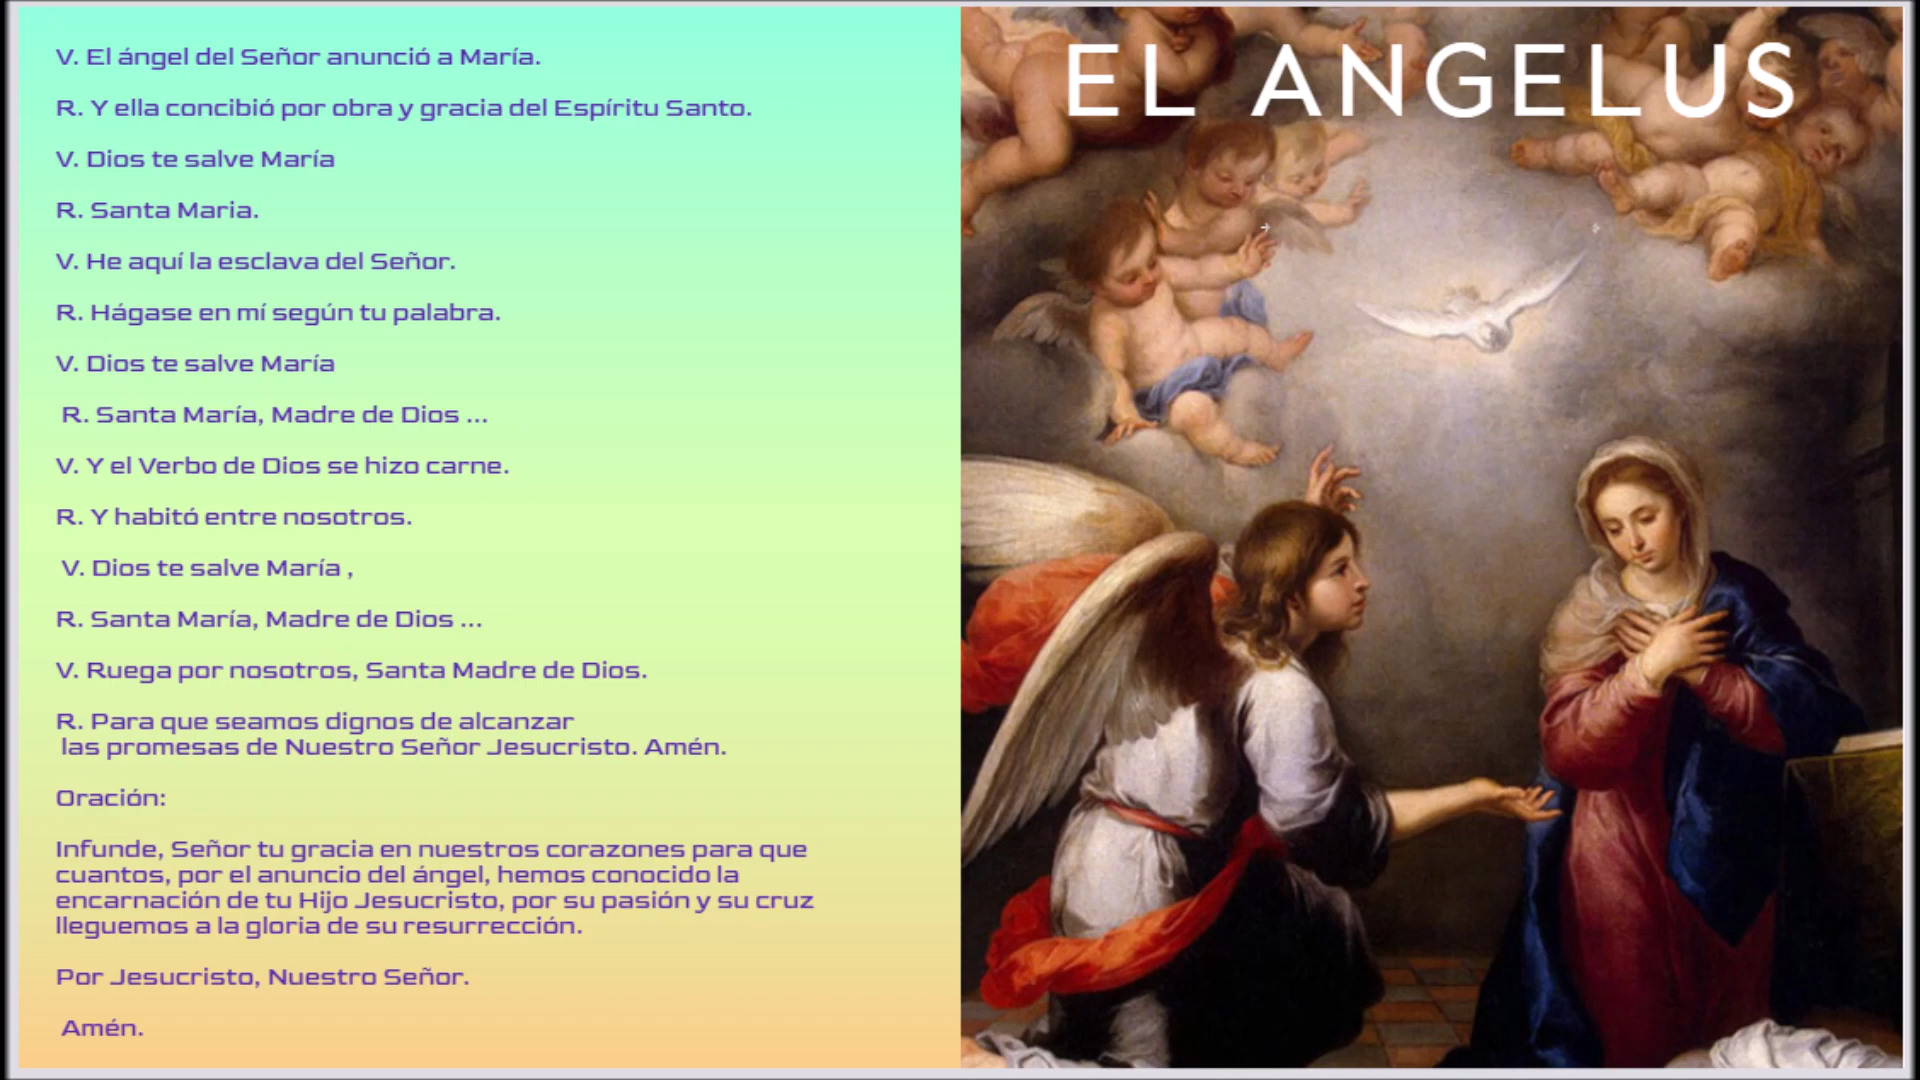 V. El ángel del Señor anunció a María.
R. Y ella concibió por obra y gracia del Espíritu Santo.
V. Dios te salve María
R. Santa Maria.
V. He aquí la esclava del Señor.
R. Hágase en mí según tu palabra.
V. Dios te salve María
R. Santa María, Madre de Dios ...
V. Y el Verbo de Dios se hizo carne.
R. Y habitó entre nosotros.
V. Dios te salve María ,
R. Santa María, Madre de Dios ...
V. Ruega por nosotros, Santa Madre de Dios.
R. Para que seamos dignos de alcanzar
las promesas de Nuestro Señor Jesucristo. Amén.
Oración:
Infunde, Señor tu gracia en nuestros corazones para que
cuantos, por el anuncio del ángel, hemos conocido la
encarnación de tu Hijo Jesucristo, por su pasión y su cruz
lleguemos a la gloria de su resurrección.
Por Jesucristo, Nuestro Señor.
Amén.
EL ANGELUS